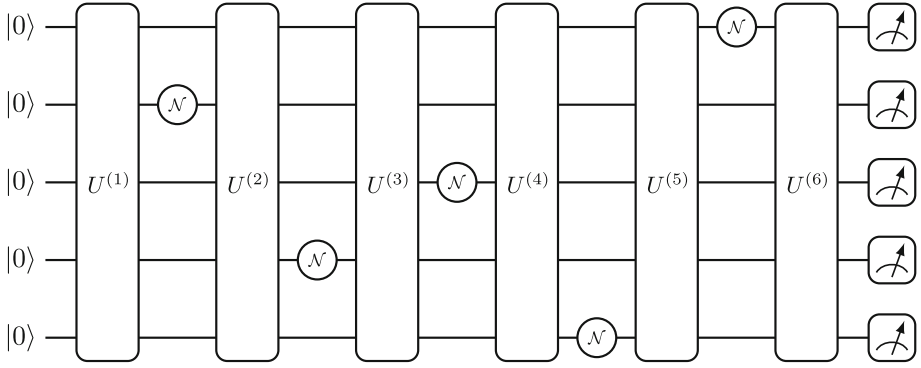 |0⟩ 𝒩
|0⟩ 𝒩
|0⟩ U⁽¹⁾ U⁽²⁾ U⁽³⁾ 𝒩 U⁽⁴⁾ U⁽⁵⁾ U⁽⁶⁾
|0⟩ 𝒩
|0⟩ 𝒩